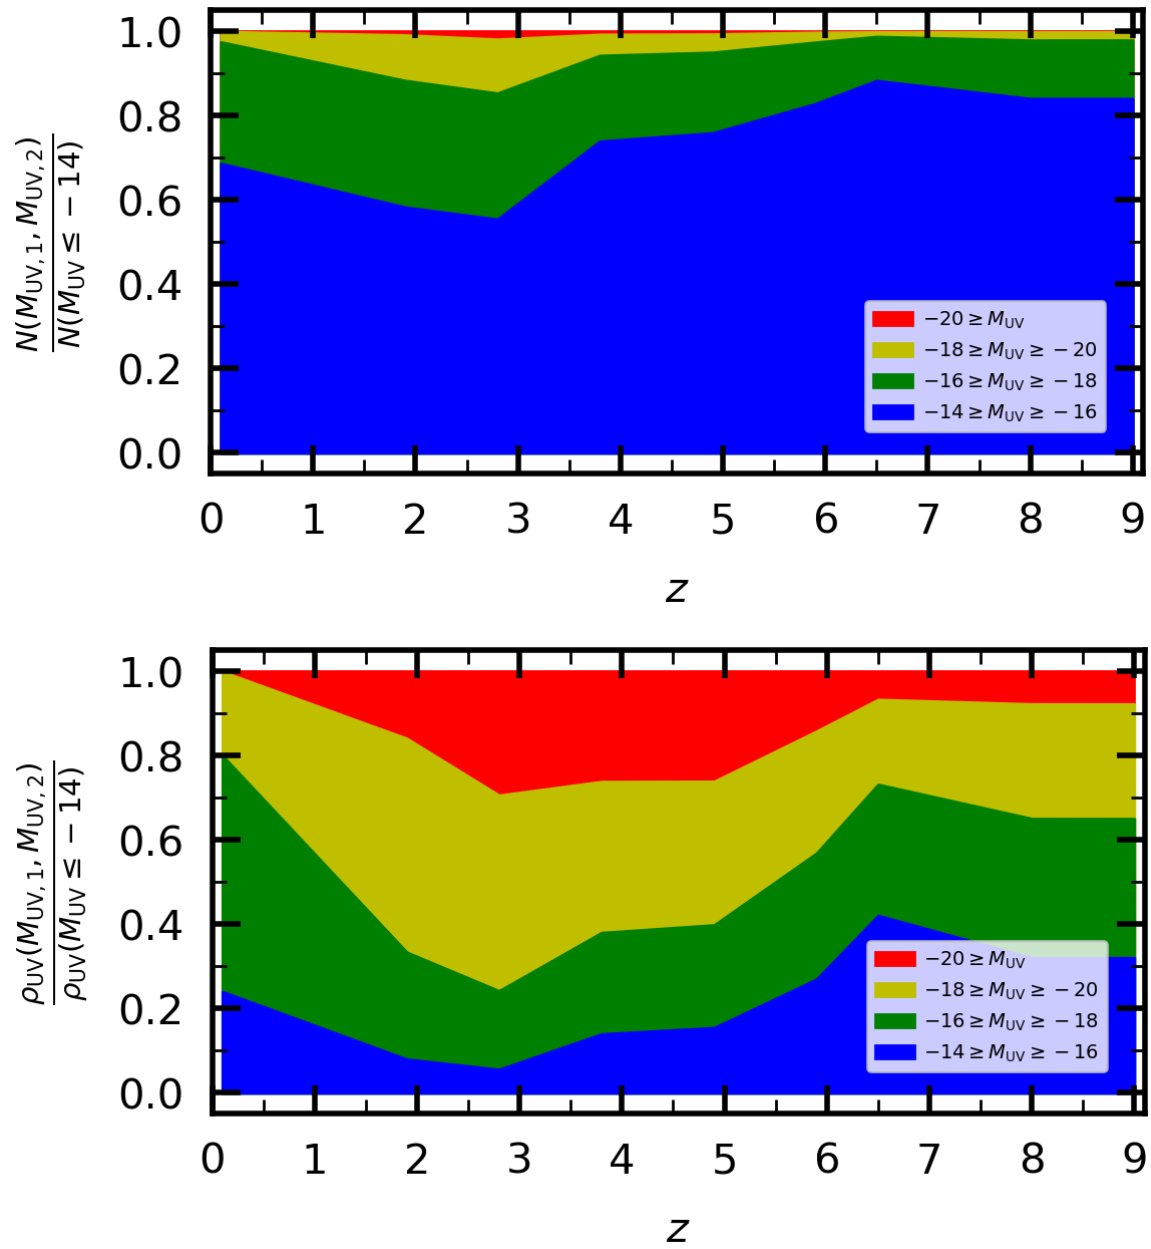 1.0
0.8
0.6
0.4
0.2
0.0
N(M_UV,1, M_UV,2)
N(M_UV ≤ −14)
−20 ≥ M_UV
−18 ≥ M_UV ≥ −20
−16 ≥ M_UV ≥ −18
−14 ≥ M_UV ≥ −16
0 1 2 3 4 5 6 7 8 9
z
1.0
0.8
0.6
0.4
0.2
0.0
ρ_UV(M_UV,1, M_UV,2)
ρ_UV(M_UV ≤ −14)
−20 ≥ M_UV
−18 ≥ M_UV ≥ −20
−16 ≥ M_UV ≥ −18
−14 ≥ M_UV ≥ −16
0 1 2 3 4 5 6 7 8 9
z